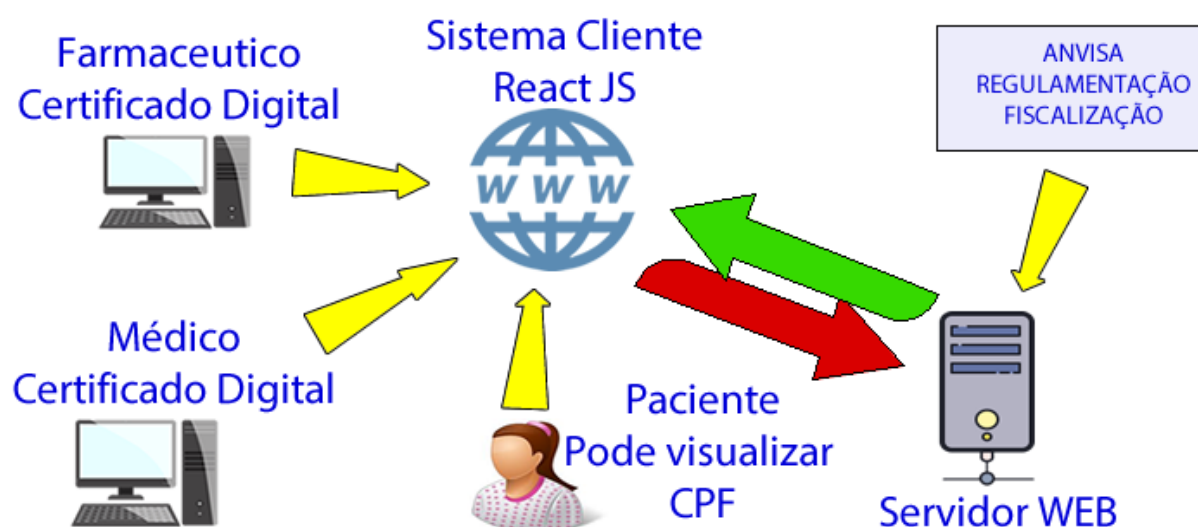 Farmaceutico
Certificado Digital
Sistema Cliente
React JS
WWW
ANVISA
REGULAMENTAÇÃO
FISCALIZAÇÃO
Médico
Certificado Digital
Paciente
Pode visualizar
CPF
Servidor WEB